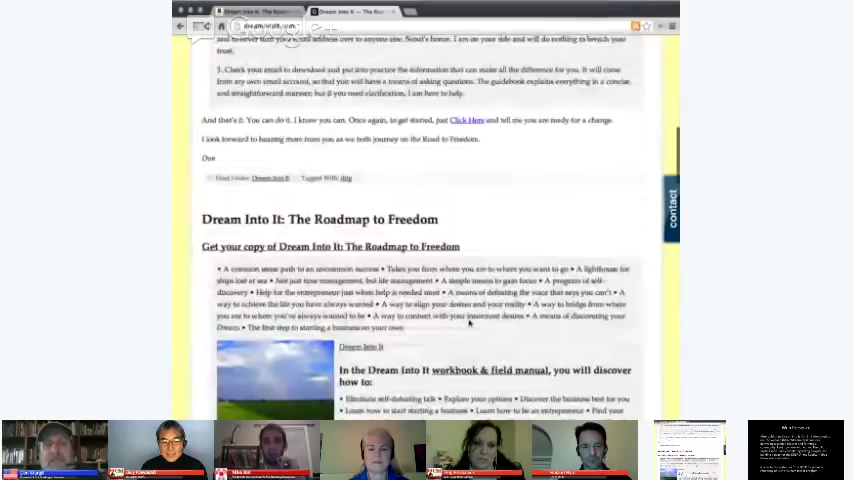 Dream Into It — The Roa
dreamintoit.com
Google+
and never turn your email address over to anyone else. Scout's honor. I am on your side and will do nothing to breach your
trust.
3. Check your email to download and put into practice the information that can make all the difference for you. It will come
from my own email account, so that you will have a means of asking questions. The guidebook explains everything in a concise
and straightforward manner, but if you need clarification, I am here to help.
And that's it. You can do it. I know you can. Once again, to get started, just Click Here and tell me you are ready for a change.
I look forward to hearing more from you as we both journey on the Road to Freedom.
Don
Filed Under: Dream Into It Tagged With:
contact
Dream Into It: The Roadmap to Freedom
Get your copy of Dream Into It: The Roadmap to Freedom
• A common sense path to an uncommon success • Takes you from where you are to where you want to go • A lighthouse for
ships lost at sea • Not just time management, but life management • A simple means to gain focus • A program of self-
discovery • Help for the entrepreneur just when help is needed most • A means of defeating the voice that says you can't • A
way to achieve the life you have always wanted • A way to align your desires and your reality • A way to bridge from where
you are to where you've always wanted to be • A way to connect with your innermost desires • A means of discovering your
Dream • The first step to starting a business on your own
Dream Into It
In the Dream Into It workbook & field manual, you will discover
how to:
• Eliminate self-defeating talk • Explore your options • Discover the business best for you
• Learn how to start starting a business • Learn how to be an entrepreneur • Find your
Guy Kawasaki